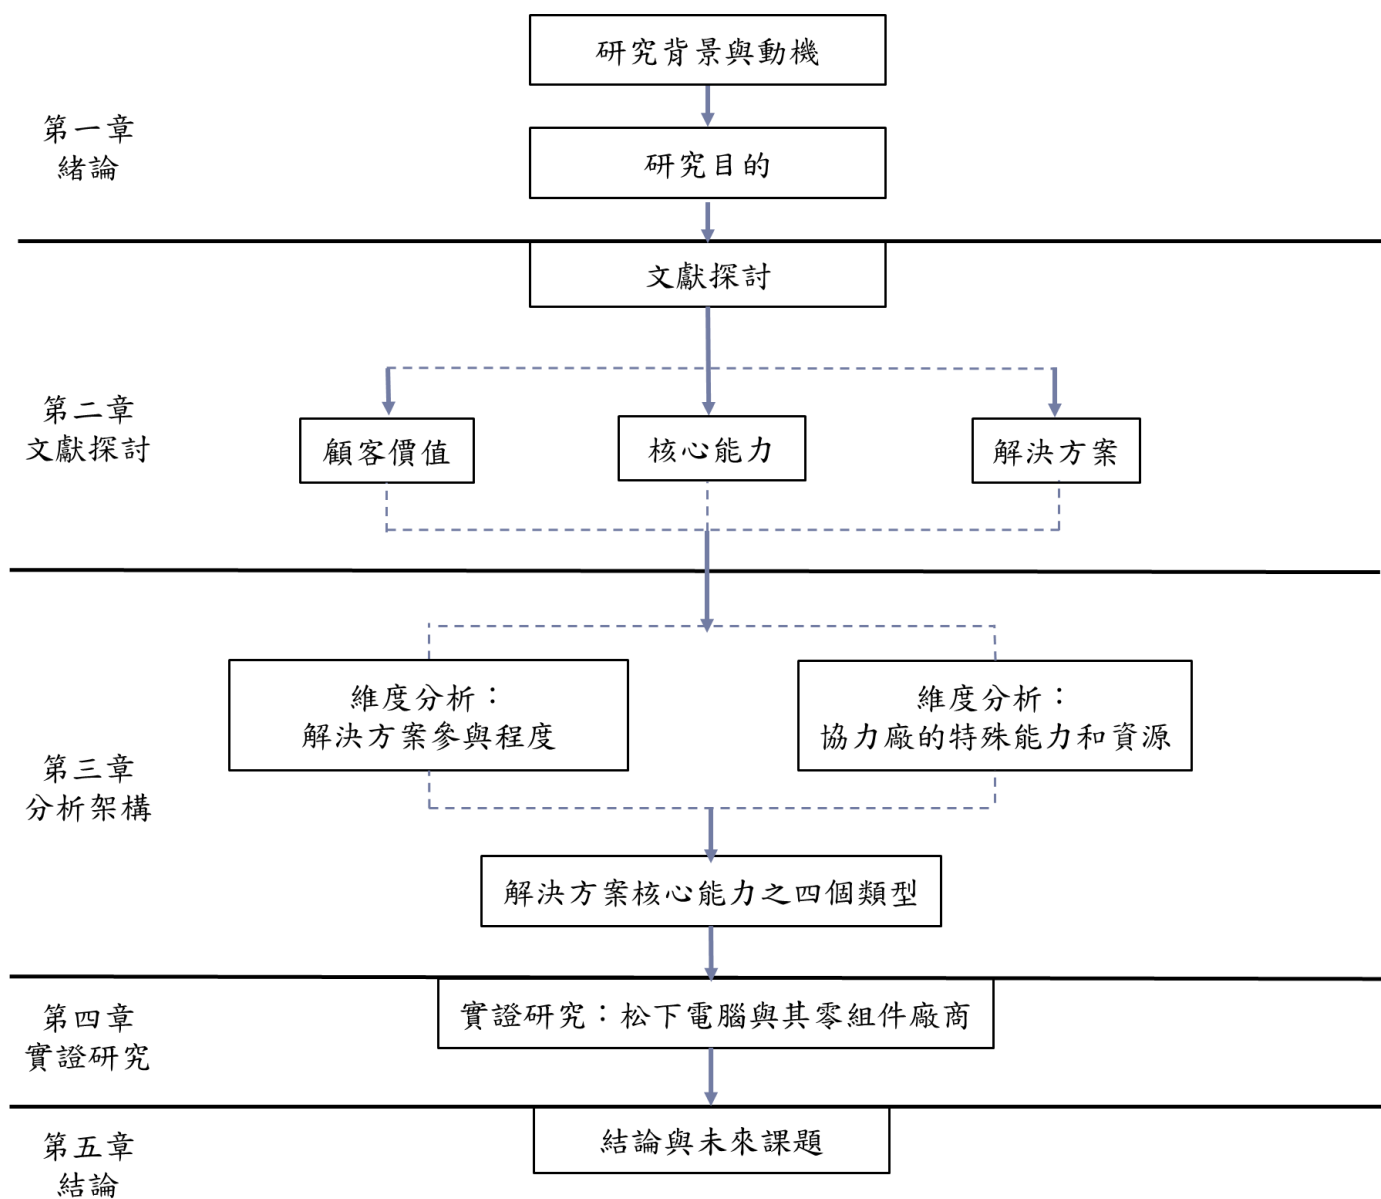 研究背景與動機
第一章
緒論
研究目的
文獻探討
第二章
文獻探討
顧客價值
核心能力
解決方案
維度分析：
解決方案參與程度
維度分析：
協力廠的特殊能力和資源
第三章
分析架構
解決方案核心能力之四個類型
第四章
實證研究
實證研究：松下電腦與其零組件廠商
第五章
結論
結論與未來課題